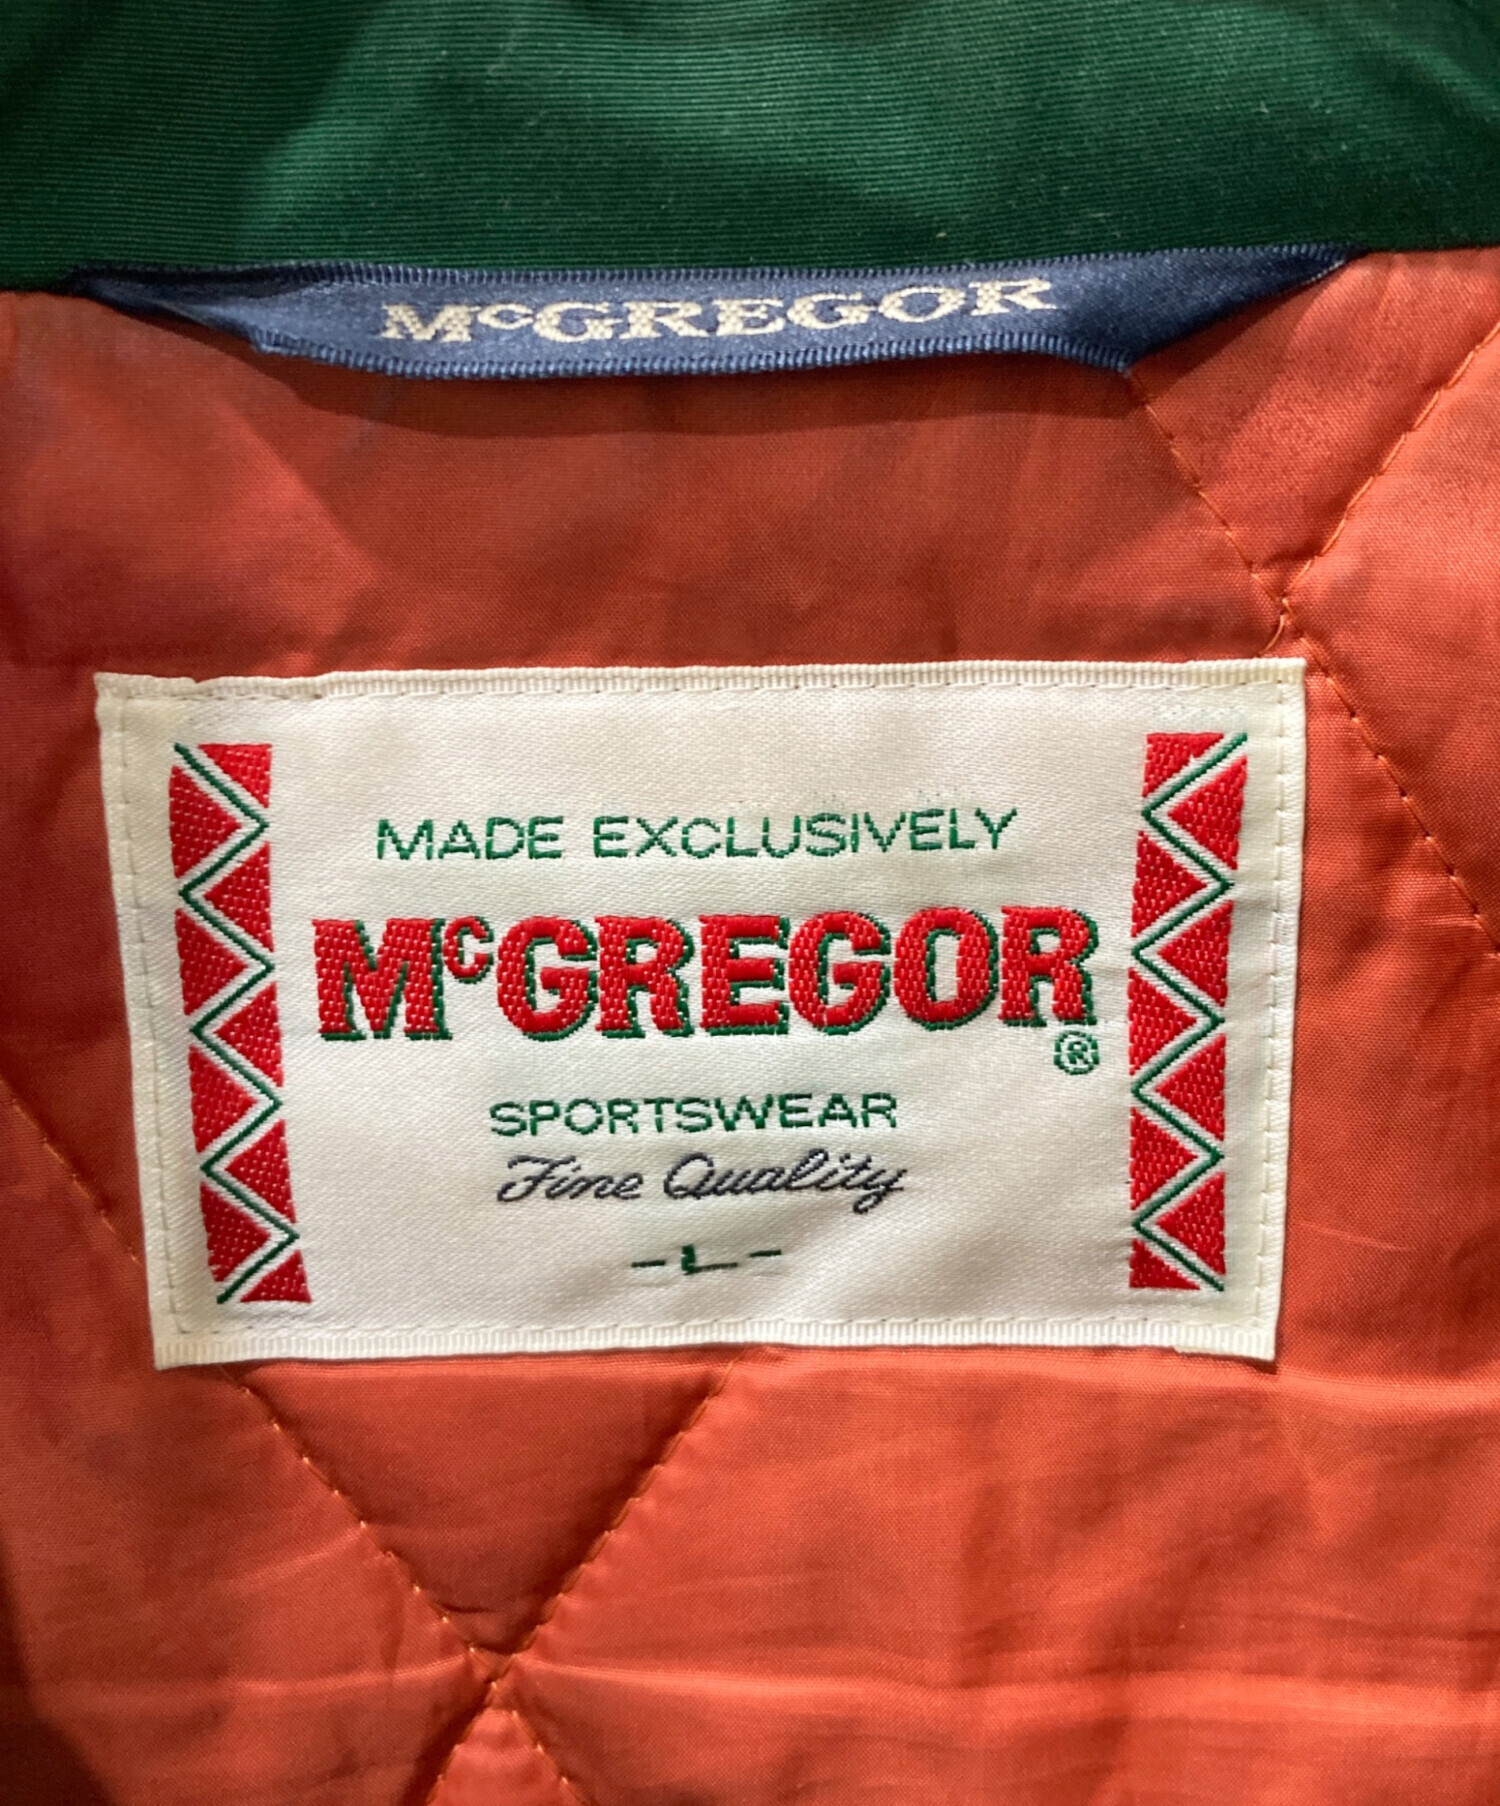 McGREGOR
MADE EXCLUSIVELY
McGREGOR®
SPORTSWEAR
Fine Quality
-L-